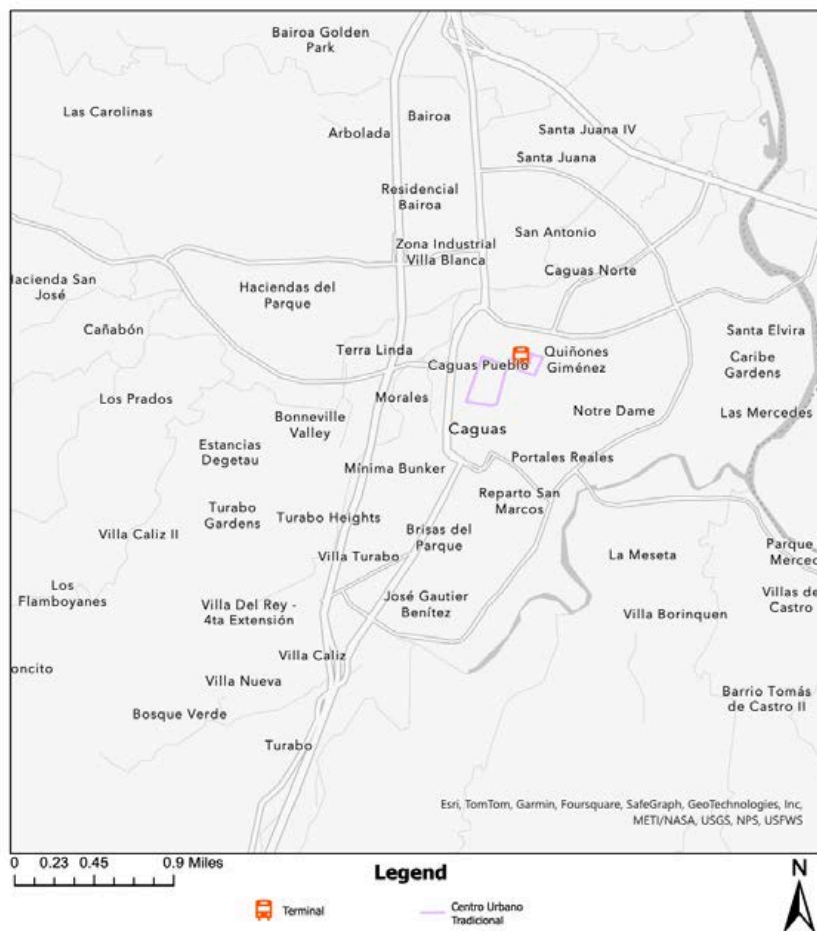 Bairoa Golden
Park
Las Carolinas
Bairoa
Arbolada
Santa Juana IV
Santa Juana
Residencial
Bairoa
San Antonio
Zona Industrial
Villa Blanca
Caguas Norte
Hacienda San
José
Haciendas del
Parque
Cañabón
Santa Elvira
Terra Linda
Quiñones
Giménez
Caguas Pueblo
Caribe
Gardens
Los Prados
Morales
Notre Dame
Las Mercedes
Bonneville
Valley
Caguas
Estancias
Degetau
Portales Reales
Mínima Bunker
Reparto San
Marcos
Turabo
Gardens
Turabo Heights
Villa Caliz II
Brisas del
Parque
Villa Turabo
La Meseta
Parque
Merced
Los
Flamboyanes
Villa Del Rey -
4ta Extensión
José Gautier
Benítez
Villa Borinquen
Villas de
Castro
Villa Caliz
oncito
Villa Nueva
Barrio Tomás
de Castro II
Bosque Verde
Turabo
Esri, TomTom, Garmin, Foursquare, SafeGraph, GeoTechnologies, Inc,
METI/NASA, USGS, NPS, USFWS
0 0.23 0.45 0.9 Miles
Legend
N
Terminal
Centro Urbano
Tradicional